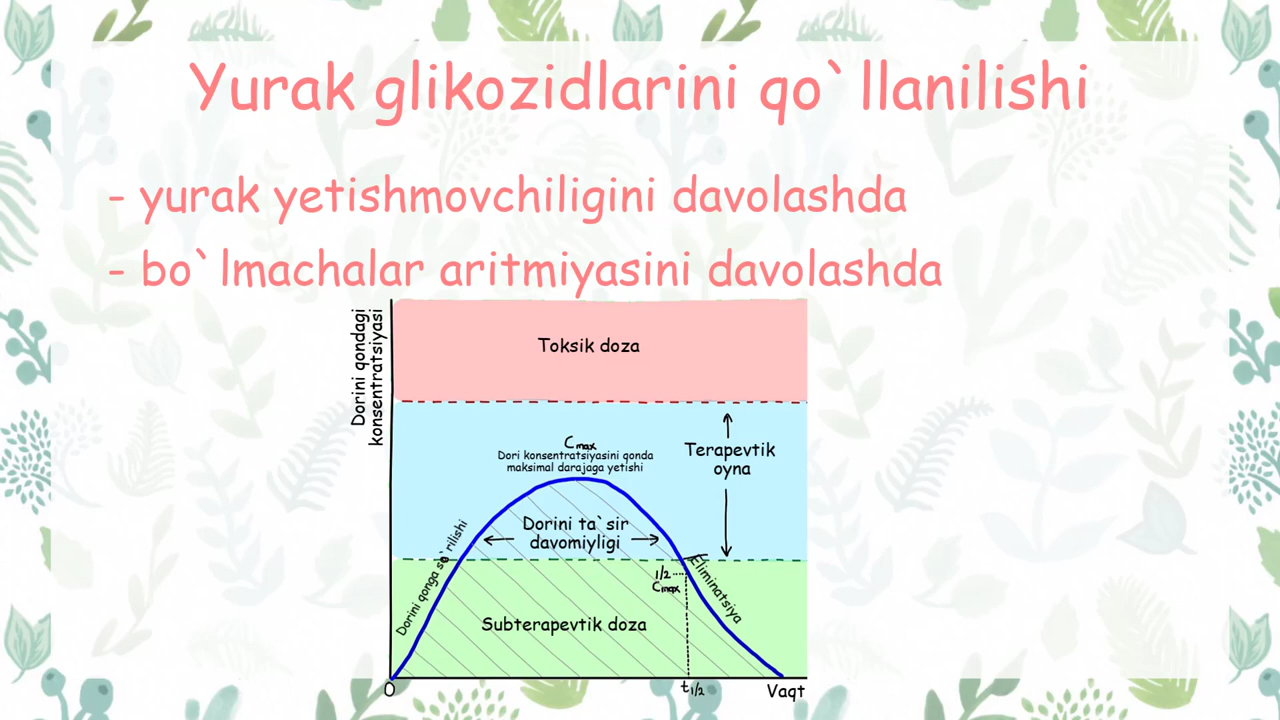 Yurak glikozidlarini qo`llanilishi
- yurak yetishmovchiligini davolashda
- bo`lmachalar aritmiyasini davolashda
Dorini qondagi
konsentratsiyasi
Toksik doza
Cmax
Dori konsentratsiyasini qonda
maksimal darajaga yetishi
Terapevtik
oyna
Dorini ta`sir
davomiyligi
Dorini qonga so`rilishi
1/2
Cmax
Eliminatsiya
Subterapevtik doza
0
t1/2
Vaqt